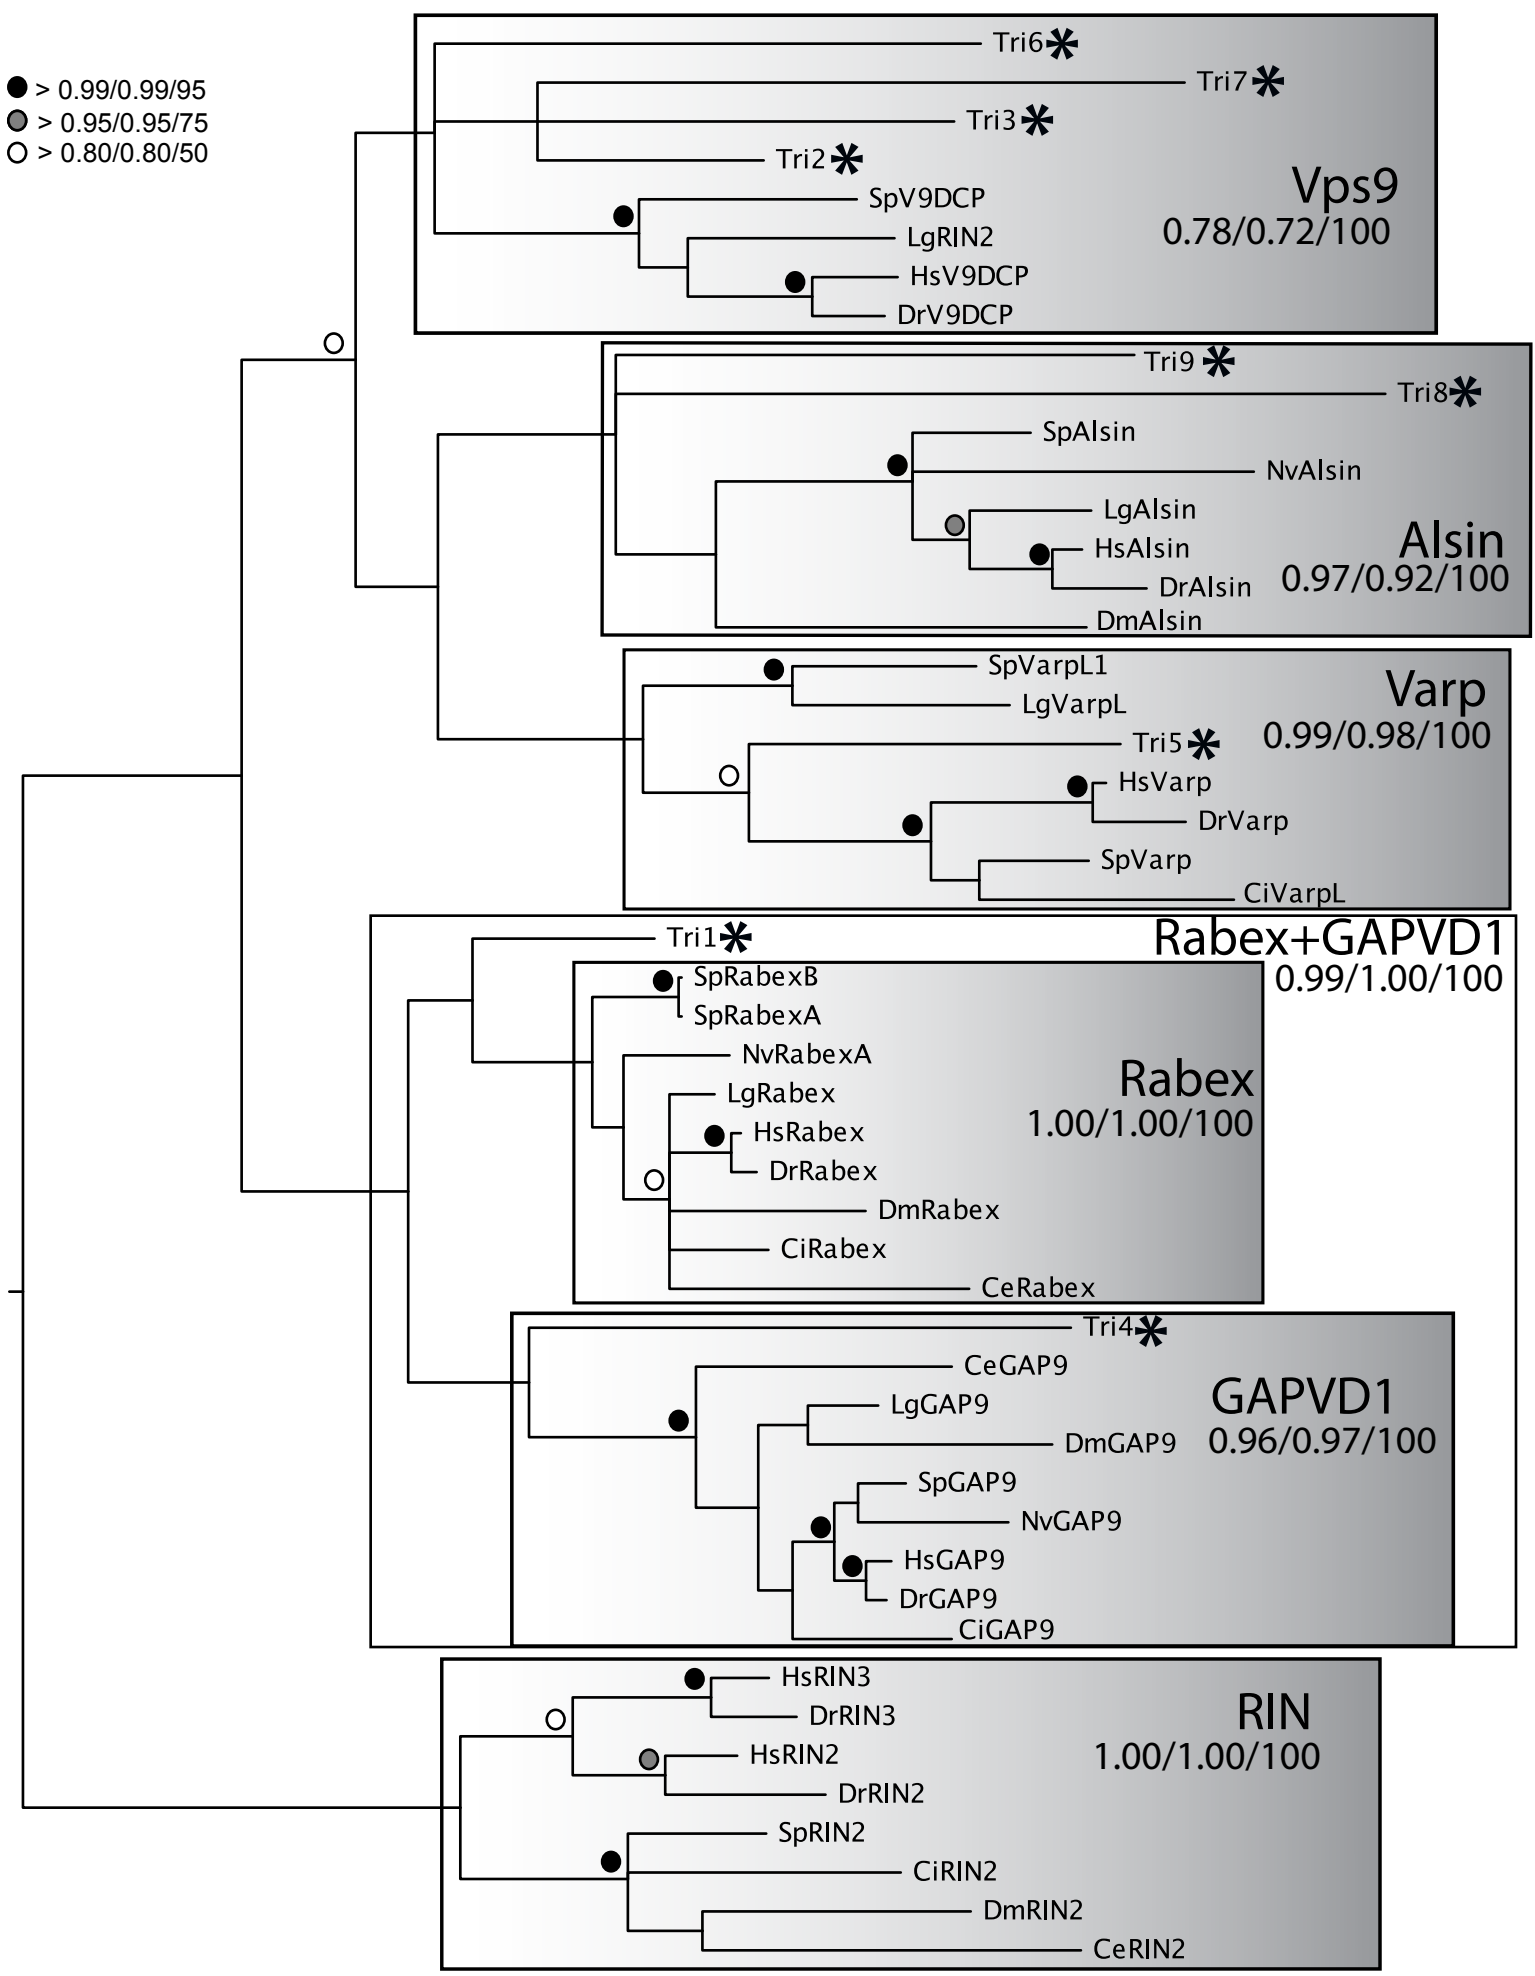 > 0.99/0.99/95
> 0.95/0.95/75
> 0.80/0.80/50
Tri6*
Tri7*
Tri3*
Tri2*
SpV9DCP
LgRIN2
HsV9DCP
DrV9DCP
Vps9
0.78/0.72/100
Tri9*
Tri8*
SpAlsin
NvAlsin
LgAlsin
HsAlsin
DrAlsin
DmAlsin
Alsin
0.97/0.92/100
SpVarpL1
LgVarpL
Tri5*
HsVarp
DrVarp
SpVarp
CiVarpL
Varp
0.99/0.98/100
Rabex+GAPVD1
0.99/1.00/100
Tri1*
SpRabexB
SpRabexA
NvRabexA
LgRabex
HsRabex
DrRabex
DmRabex
CiRabex
CeRabex
Rabex
1.00/1.00/100
Tri4*
CeGAP9
LgGAP9
DmGAP9
SpGAP9
NvGAP9
HsGAP9
DrGAP9
CiGAP9
GAPVD1
0.96/0.97/100
HsRIN3
DrRIN3
HsRIN2
DrRIN2
SpRIN2
CiRIN2
DmRIN2
CeRIN2
RIN
1.00/1.00/100